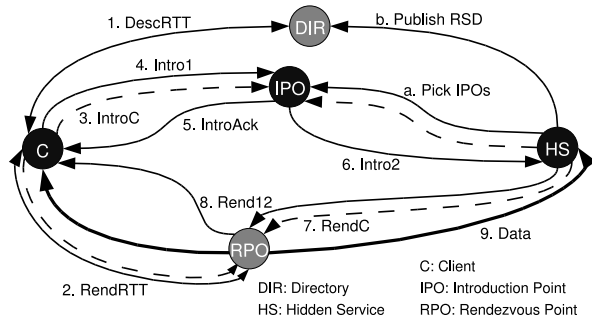 1. DescRTT
DIR
b. Publish RSD
4. Intro1
IPO
a. Pick IPOs
3. IntroC
5. IntroAck
C
HS
6. Intro2
8. Rend12
7. RendC
RPO
9. Data
2. RendRTT
C: Client
DIR: Directory
IPO: Introduction Point
HS: Hidden Service
RPO: Rendezvous Point